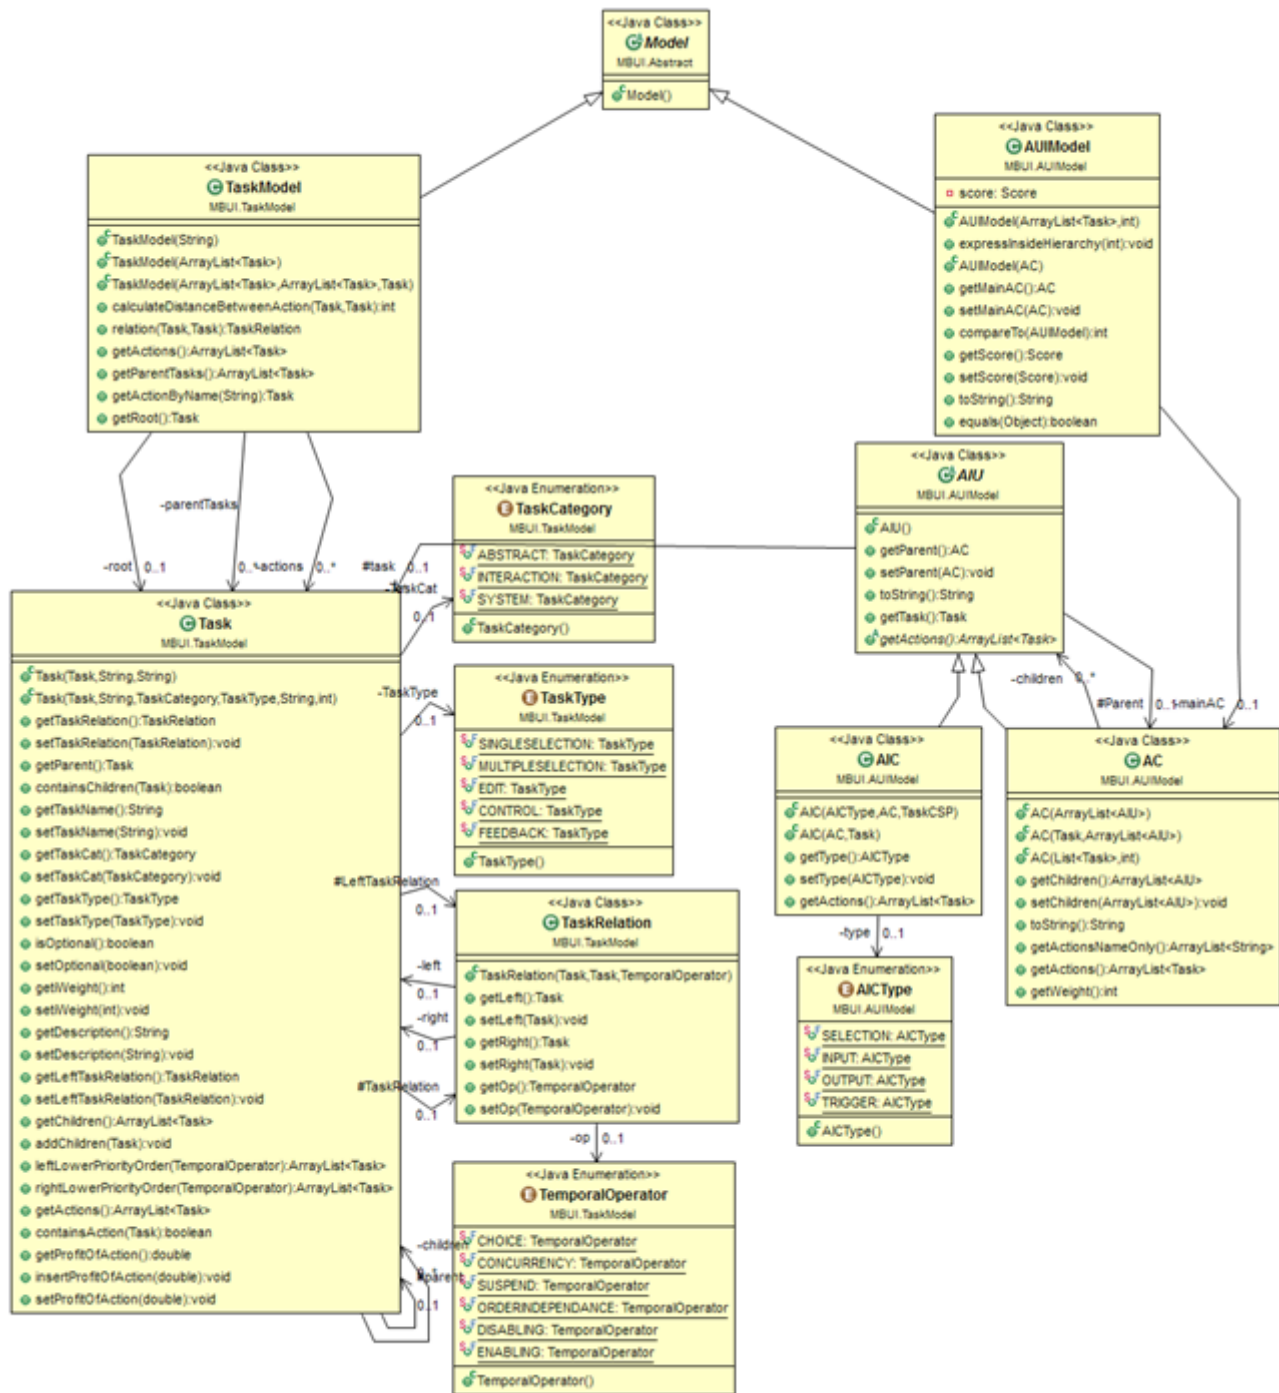 <<Java Class>>
Model
MBUI.Abstract
Model()
<<Java Class>>
AUIModel
MBUI.AUIModel
score: Score
AUIModel(ArrayList<Task>,int)
expressInsideHierarchy(int):void
AUIModel(AC)
getMainAC():AC
setMainAC(AC):void
compareTo(AUIModel):int
getScore():Score
setScore(Score):void
toString():String
equals(Object):boolean
<<Java Class>>
TaskModel
MBUI.TaskModel
TaskModel(String)
TaskModel(ArrayList<Task>)
TaskModel(ArrayList<Task>,ArrayList<Task>,Task)
calculateDistanceBetweenAction(Task,Task):int
relation(Task,Task):TaskRelation
getActions():ArrayList<Task>
getParentTasks():ArrayList<Task>
getActionByName(String):Task
getRoot():Task
-parentTasks
-root 0..1
0..*
-actions 0..*
#task 0..1
<<Java Enumeration>>
TaskCategory
MBUI.TaskModel
ABSTRACT: TaskCategory
INTERACTION: TaskCategory
SYSTEM: TaskCategory
TaskCategory()
<<Java Class>>
AIU
MBUI.AUIModel
AIU()
getParent():AC
setParent(AC):void
toString():String
getTask():Task
getActions():ArrayList<Task>
-children 0..*
#Parent 0..1
-mainAC 0..1
-TaskCat
0..1
<<Java Class>>
Task
MBUI.TaskModel
Task(Task,String,String)
Task(Task,String,TaskCategory,TaskType,String,int)
getTaskRelation():TaskRelation
setTaskRelation(TaskRelation):void
getParent():Task
containsChildren(Task):boolean
getTaskName():String
setTaskName(String):void
getTaskCat():TaskCategory
setTaskCat(TaskCategory):void
getTaskType():TaskType
setTaskType(TaskType):void
isOptional():boolean
setOptional(boolean):void
getIWeight():int
setIWeight(int):void
getDescription():String
setDescription(String):void
getLeftTaskRelation():TaskRelation
setLeftTaskRelation(TaskRelation):void
getChildren():ArrayList<Task>
addChildren(Task):void
leftLowerPriorityOrder(TemporalOperator):ArrayList<Task>
rightLowerPriorityOrder(TemporalOperator):ArrayList<Task>
getActions():ArrayList<Task>
containsAction(Task):boolean
getProfitOfAction():double
insertProfitOfAction(double):void
setProfitOfAction(double):void
-TaskType
0..1
<<Java Enumeration>>
TaskType
MBUI.TaskModel
SINGLESELECTION: TaskType
MULTIPLESELECTION: TaskType
EDIT: TaskType
CONTROL: TaskType
FEEDBACK: TaskType
TaskType()
#LeftTaskRelation
0..1
-left
0..1
-right
0..1
#TaskRelation
0..1
<<Java Class>>
TaskRelation
MBUI.TaskModel
TaskRelation(Task,Task,TemporalOperator)
getLeft():Task
setLeft(Task):void
getRight():Task
setRight(Task):void
getOp():TemporalOperator
setOp(TemporalOperator):void
-op 0..1
<<Java Enumeration>>
TemporalOperator
MBUI.TaskModel
CHOICE: TemporalOperator
CONCURRENCY: TemporalOperator
SUSPEND: TemporalOperator
ORDERINDEPENDANCE: TemporalOperator
DISABLING: TemporalOperator
ENABLING: TemporalOperator
TemporalOperator()
-children
0..*
#parent
0..1
<<Java Class>>
AIC
MBUI.AUIModel
AIC(AICType,AC,TaskCSP)
AIC(AC,Task)
getType():AICType
setType(AICType):void
getActions():ArrayList<Task>
-type 0..1
<<Java Enumeration>>
AICType
MBUI.AUIModel
SELECTION: AICType
INPUT: AICType
OUTPUT: AICType
TRIGGER: AICType
AICType()
<<Java Class>>
AC
MBUI.AUIModel
AC(ArrayList<AIU>)
AC(Task,ArrayList<AIU>)
AC(List<Task>,int)
getChildren():ArrayList<AIU>
setChildren(ArrayList<AIU>):void
toString():String
getActionsNameOnly():ArrayList<String>
getActions():ArrayList<Task>
getWeight():int